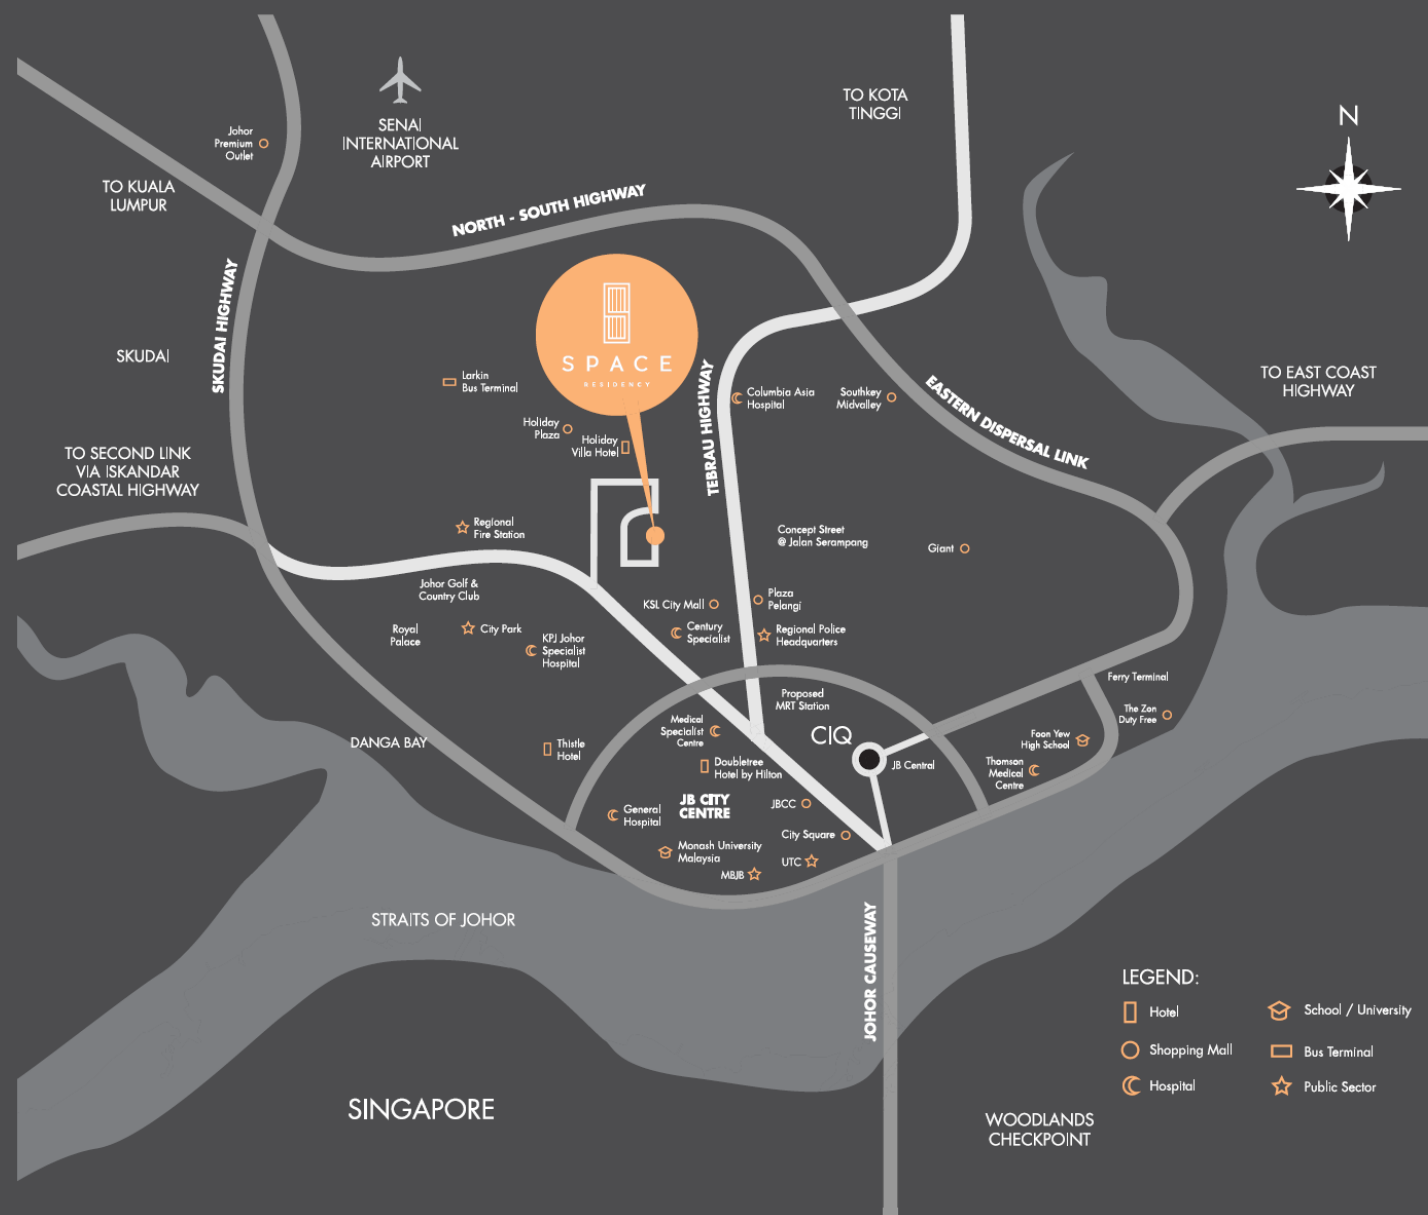 N
SENAI
INTERNATIONAL
AIRPORT
TO KOTA
TINGGI
Johor
Premium
Outlet
TO KUALA
LUMPUR
NORTH - SOUTH HIGHWAY
SKUDAI HIGHWAY
SKUDAI
SPACE
RESIDENCY
Larkin
Bus Terminal
Holiday
Plaza
Holiday
Villa Hotel
TEBRAU HIGHWAY
Columbia Asia
Hospital
Southkey
Midvalley
EASTERN DISPERSAL LINK
TO EAST COAST
HIGHWAY
TO SECOND LINK
VIA ISKANDAR
COASTAL HIGHWAY
Regional
Fire Station
Concept Street
@ Jalan Serampang
Giant
Johor Golf &
Country Club
Royal
Palace
City Park
KPJ Johor
Specialist
Hospital
KSL City Mall
Century
Specialist
Plaza
Pelangi
Regional Police
Headquarters
Proposed
MRT Station
Ferry Terminal
The Zon
Duty Free
Foon Yew
High School
Thomson
Medical
Centre
DANGA BAY
Thistle
Hotel
Medical
Specialist
Centre
Doubletree
Hotel by Hilton
CIQ
JB Central
JB CITY
CENTRE
JBCC
General
Hospital
City Square
Monash University
Malaysia
UTC
MBJB
STRAITS OF JOHOR
JOHOR CAUSEWAY
SINGAPORE
WOODLANDS
CHECKPOINT
LEGEND:
Hotel
Shopping Mall
Hospital
School / University
Bus Terminal
Public Sector